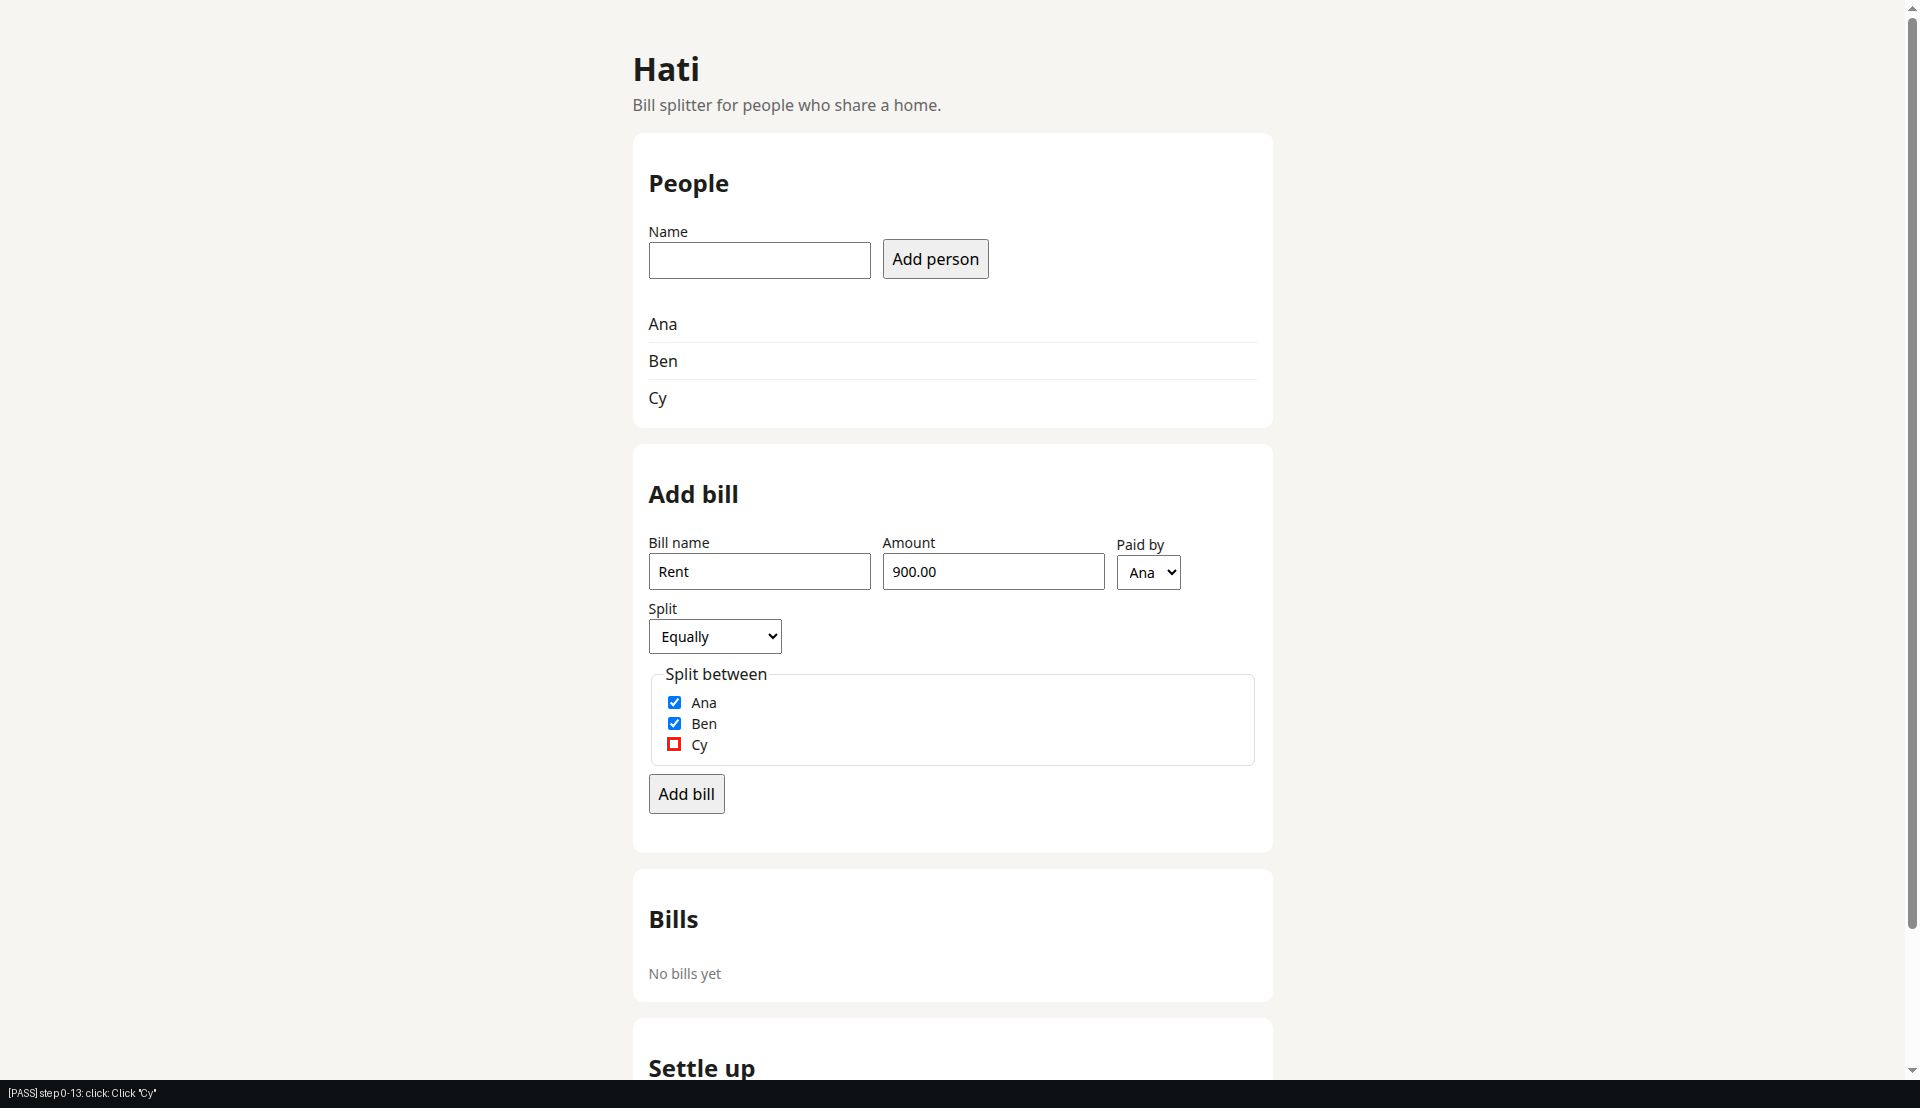 Hati
Bill splitter for people who share a home.
People
Name
Add person
Ana
Ben
Cy
Add bill
Bill name
Amount
Paid by
Rent
900.00
Ana
Split
Equally
Split between
Ana
Ben
Cy
Add bill
Bills
No bills yet
Settle up
[PASS] step 0-13: click: Click "Cy"